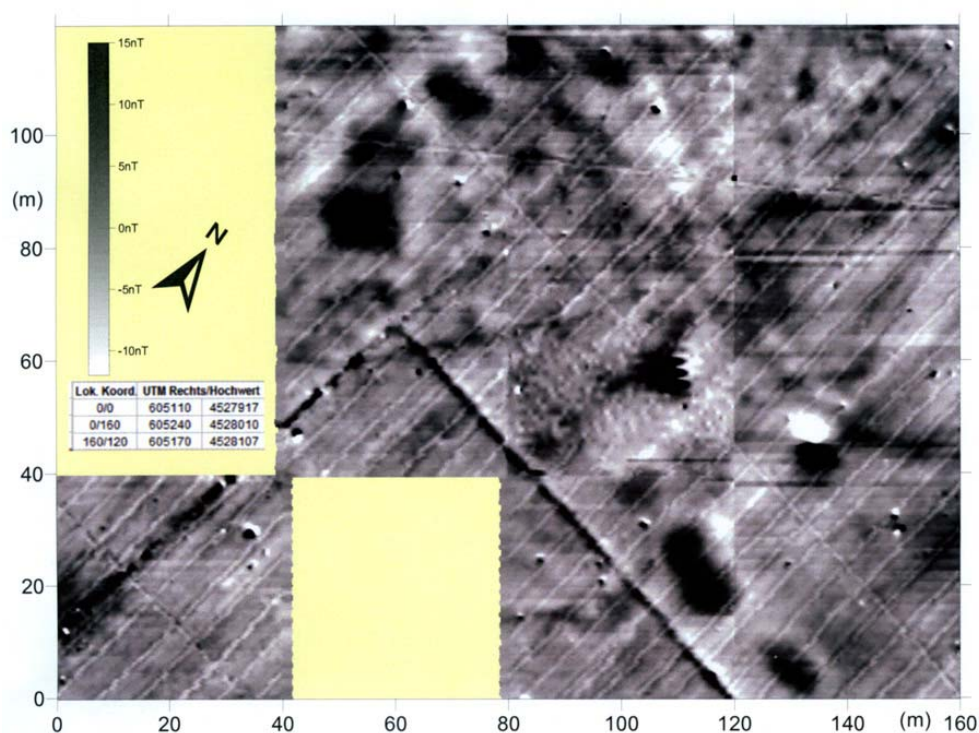 15nT
10nT
5nT
0nT
-5nT
-10nT
N
Lok. Koord. UTM Rechts/Hochwert
0/0 605110 4527917
0/160 605240 4528010
160/120 605170 4528107
100
(m)
80
60
40
20
0
0 20 40 60 80 100 120 140 (m) 160